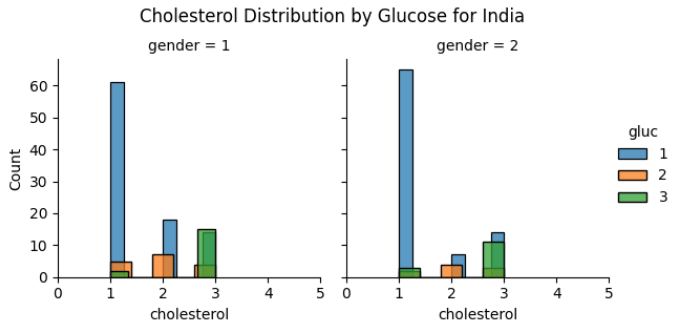 Cholesterol Distribution by Glucose for India
gender = 1
gender = 2
Count
60
50
40
30
20
10
0
0 1 2 3 4 5
0 1 2 3 4 5
cholesterol
cholesterol
gluc
1
2
3